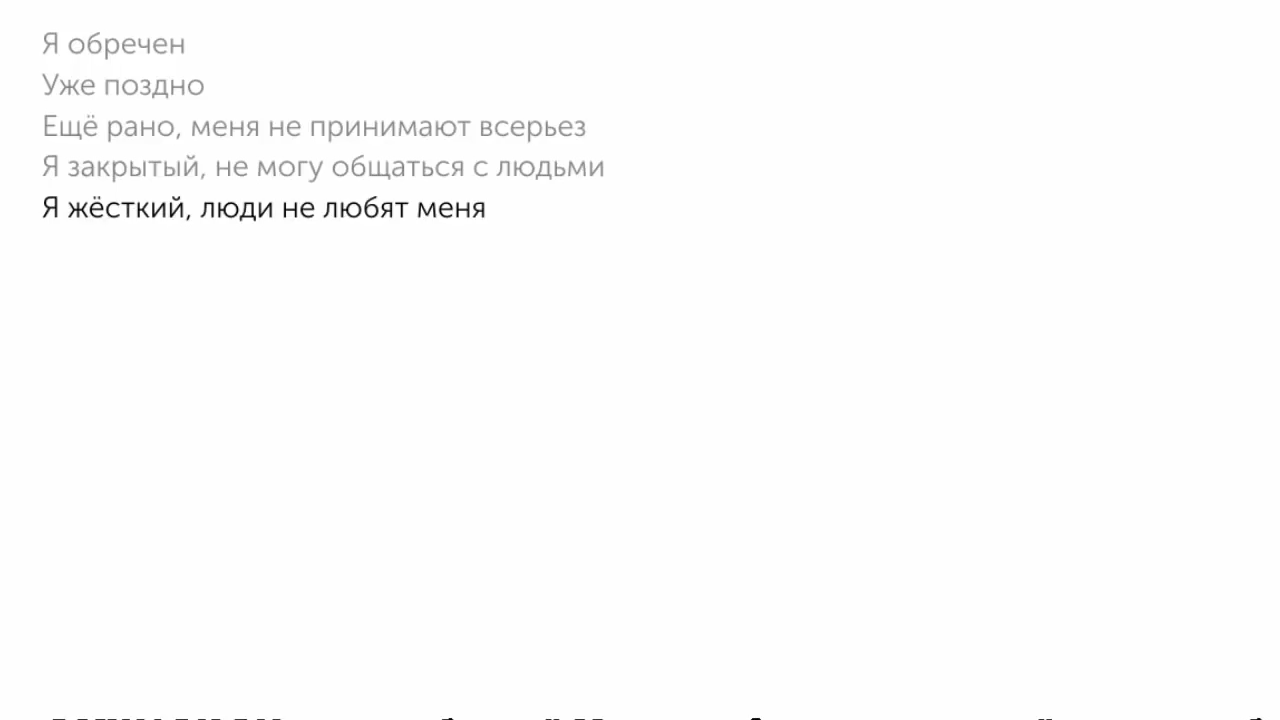 Я обречен
Уже поздно
Ещё рано, меня не принимают всерьез
Я закрытый, не могу общаться с людьми
Я жёсткий, люди не любят меня